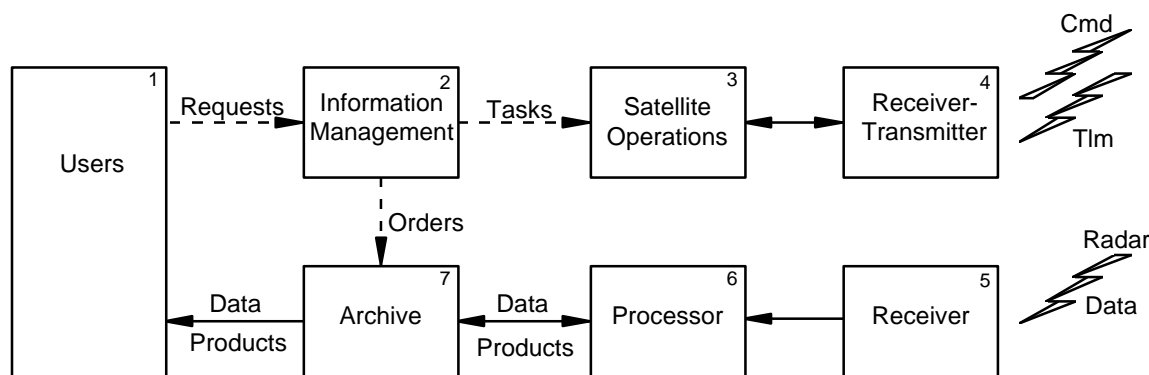 Cmd
1
2
3
4
Requests
Information
Management
Tasks
Satellite
Operations
Receiver-
Transmitter
Users
Tlm
Orders
Radar
Data
7
6
5
Data
Products
Archive
Data
Products
Processor
Receiver